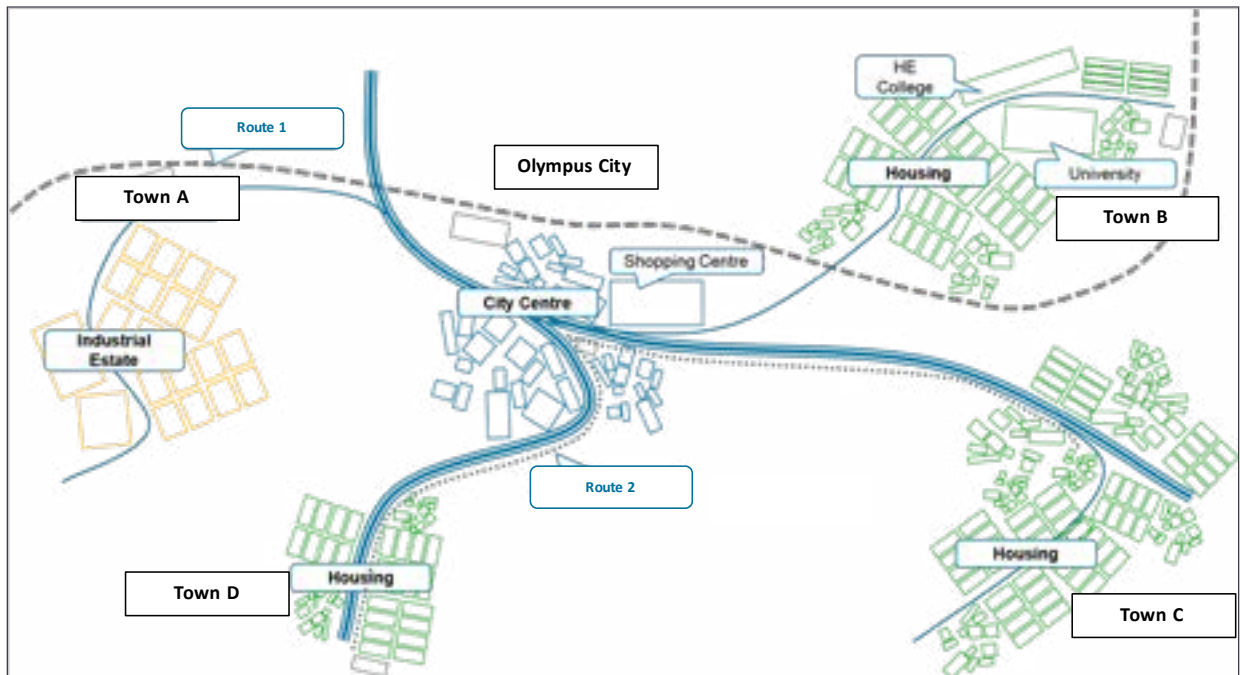 HE
College
Route 1
Olympus City
Housing
University
Town A
Town B
Shopping Centre
City Centre
Industrial
Estate
Route 2
Housing
Housing
Town D
Town C